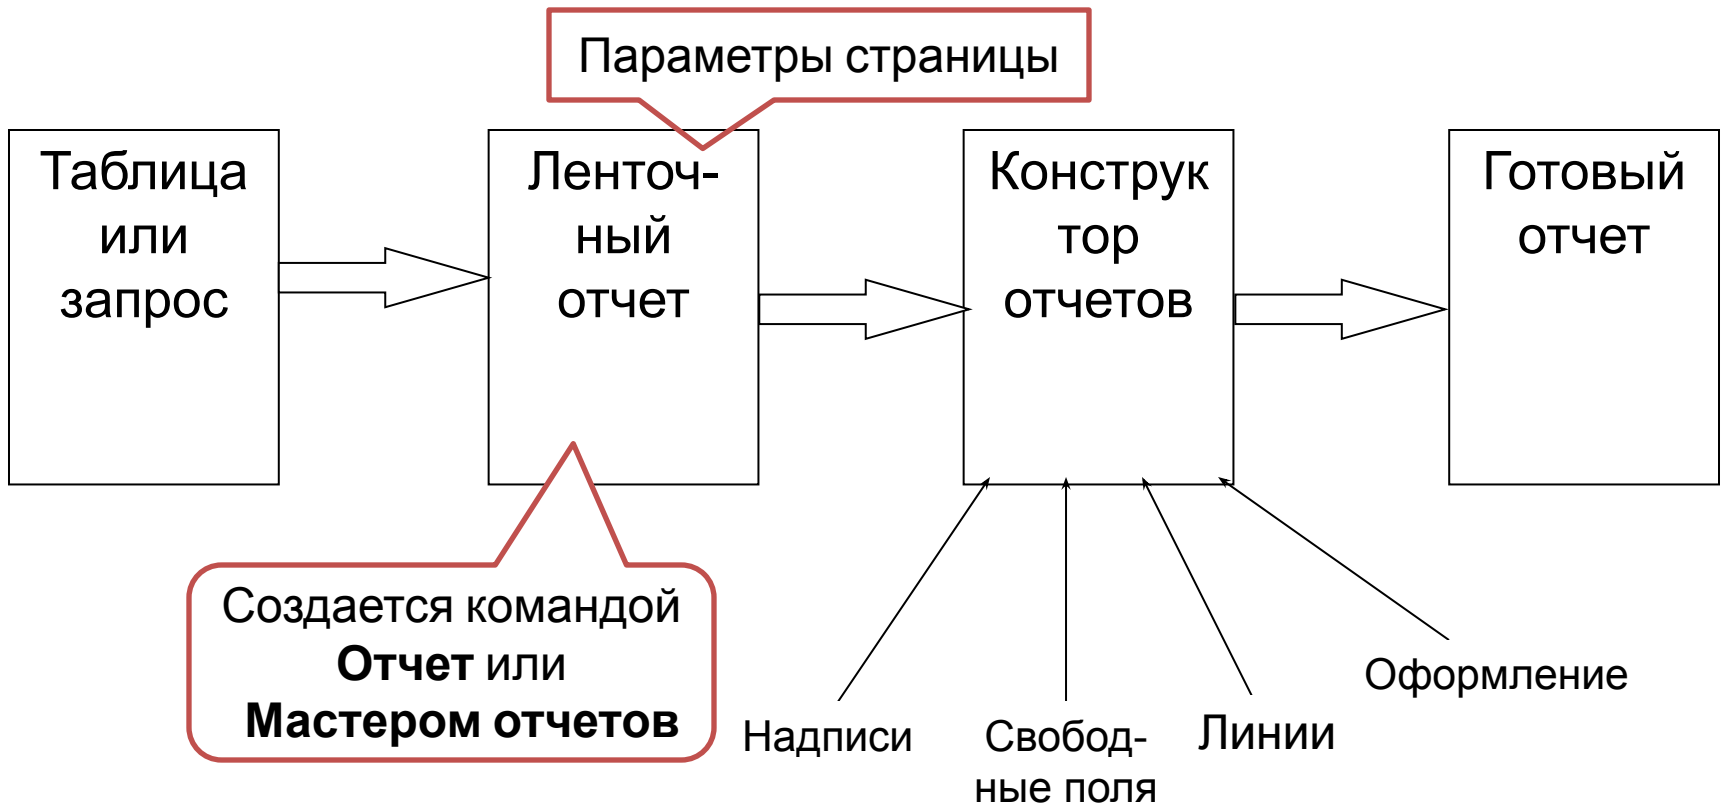 Параметры страницы
Таблица
или
запрос
Ленточ-
ный
отчет
Конструк
тор
отчетов
Готовый
отчет
Создается командой
Отчет или
Мастером отчетов
Надписи
Свобод-
ные поля
Линии
Оформление